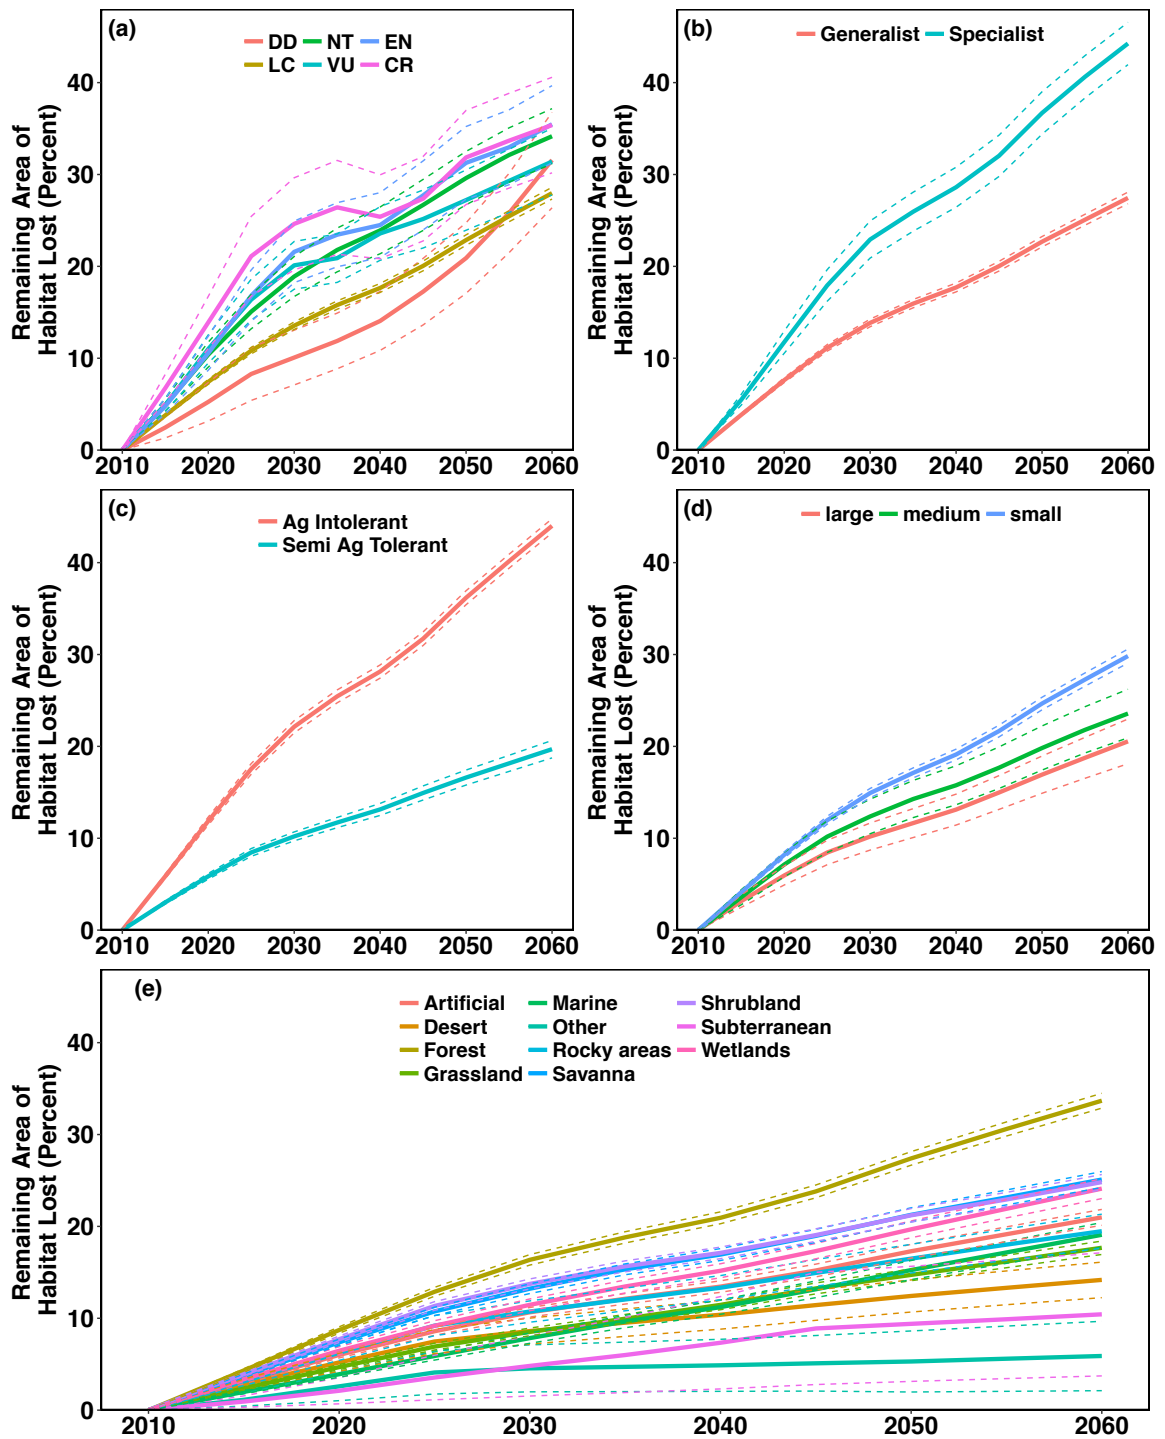 (a)
DD NT EN
LC VU CR
Remaining Area of
Habitat Lost (Percent)
40
30
20
10
0
2010 2020 2030 2040 2050 2060
(b)
Generalist Specialist
Remaining Area of
Habitat Lost (Percent)
40
30
20
10
0
2010 2020 2030 2040 2050 2060
(c)
Ag Intolerant
Semi Ag Tolerant
Remaining Area of
Habitat Lost (Percent)
40
30
20
10
0
2010 2020 2030 2040 2050 2060
(d)
large medium small
Remaining Area of
Habitat Lost (Percent)
40
30
20
10
0
2010 2020 2030 2040 2050 2060
(e)
Artificial Marine Shrubland
Desert Other Subterranean
Forest Rocky areas Wetlands
Grassland Savanna
Remaining Area of
Habitat Lost (Percent)
40
30
20
10
0
2010 2020 2030 2040 2050 2060